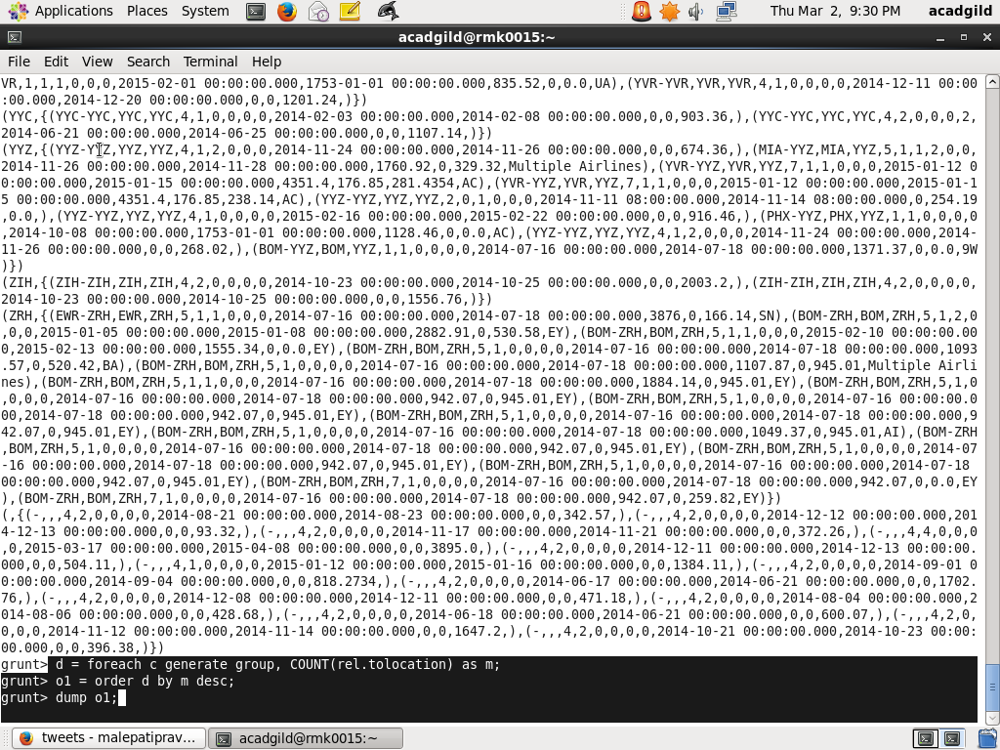 Applications Places System Thu Mar 2, 9:30 PM acadgild
acadgild@rmk0015:~
File Edit View Search Terminal Help
VR,1,1,1,0,0,0,2015-02-01 00:00:00.000,1753-01-01 00:00:00.000,835.52,0,0.0,UA),(YVR-YVR,YVR,YVR,4,1,0,0,0,0,2014-12-11 00:00
:00.000,2014-12-20 00:00:00.000,0,0,1201.24,)})
(YYC,{(YYC-YYC,YYC,YYC,4,1,0,0,0,0,2014-02-03 00:00:00.000,2014-02-08 00:00:00.000,0,0,903.36,),(YYC-YYC,YYC,YYC,4,2,0,0,0,2,
2014-06-21 00:00:00.000,2014-06-25 00:00:00.000,0,0,1107.14,)})
(YYZ,{(YYZ-YYZ,YYZ,YYZ,4,1,2,0,0,0,2014-11-24 00:00:00.000,2014-11-26 00:00:00.000,0,0,674.36,),(MIA-YYZ,MIA,YYZ,5,1,1,2,0,0,
2014-11-26 00:00:00.000,2014-11-28 00:00:00.000,1760.92,0,329.32,Multiple Airlines),(YVR-YYZ,YVR,YYZ,7,1,1,0,0,0,2015-01-12 0
0:00:00.000,2015-01-15 00:00:00.000,4351.4,176.85,281.4354,AC),(YVR-YYZ,YVR,YYZ,7,1,1,0,0,0,2015-01-12 00:00:00.000,2015-01-1
5 00:00:00.000,4351.4,176.85,238.14,AC),(YYZ-YYZ,YYZ,YYZ,2,0,1,0,0,0,2014-11-11 08:00:00.000,2014-11-14 08:00:00.000,0,254.19
,0.0,),(YYZ-YYZ,YYZ,YYZ,4,1,0,0,0,0,2015-02-16 00:00:00.000,2015-02-22 00:00:00.000,0,0,916.46,),(PHX-YYZ,PHX,YYZ,1,1,0,0,0,0
,2014-10-08 00:00:00.000,1753-01-01 00:00:00.000,1128.46,0,0.0,AC),(YYZ-YYZ,YYZ,YYZ,4,1,2,0,0,0,2014-11-24 00:00:00.000,2014-
11-26 00:00:00.000,0,0,268.02,),(BOM-YYZ,BOM,YYZ,1,1,0,0,0,0,2014-07-16 00:00:00.000,2014-07-18 00:00:00.000,1371.37,0,0.0,9W
)})
(ZIH,{(ZIH-ZIH,ZIH,ZIH,4,2,0,0,0,0,2014-10-23 00:00:00.000,2014-10-25 00:00:00.000,0,0,2003.2,),(ZIH-ZIH,ZIH,ZIH,4,2,0,0,0,0,
2014-10-23 00:00:00.000,2014-10-25 00:00:00.000,0,0,1556.76,)})
(ZRH,{(EWR-ZRH,EWR,ZRH,5,1,1,0,0,0,2014-07-16 00:00:00.000,2014-07-18 00:00:00.000,3876,0,166.14,SN),(BOM-ZRH,BOM,ZRH,5,1,2,0
,0,0,2015-01-05 00:00:00.000,2015-01-08 00:00:00.000,2882.91,0,530.58,EY),(BOM-ZRH,BOM,ZRH,5,1,1,0,0,0,2015-02-10 00:00:00.00
0,2015-02-13 00:00:00.000,1555.34,0,0.0,EY),(BOM-ZRH,BOM,ZRH,5,1,0,0,0,0,2014-07-16 00:00:00.000,2014-07-18 00:00:00.000,1093
.57,0,520.42,BA),(BOM-ZRH,BOM,ZRH,5,1,0,0,0,0,2014-07-16 00:00:00.000,2014-07-18 00:00:00.000,1107.87,0,945.01,Multiple Airli
nes),(BOM-ZRH,BOM,ZRH,5,1,1,0,0,0,2014-07-16 00:00:00.000,2014-07-18 00:00:00.000,1884.14,0,945.01,EY),(BOM-ZRH,BOM,ZRH,5,1,0
,0,0,0,2014-07-16 00:00:00.000,2014-07-18 00:00:00.000,942.07,0,945.01,EY),(BOM-ZRH,BOM,ZRH,5,1,0,0,0,0,2014-07-16 00:00:00.0
00,2014-07-18 00:00:00.000,942.07,0,945.01,EY),(BOM-ZRH,BOM,ZRH,5,1,0,0,0,0,2014-07-16 00:00:00.000,2014-07-18 00:00:00.000,9
42.07,0,945.01,EY),(BOM-ZRH,BOM,ZRH,5,1,0,0,0,0,2014-07-16 00:00:00.000,2014-07-18 00:00:00.000,1049.37,0,945.01,AI),(BOM-ZRH
,BOM,ZRH,5,1,0,0,0,0,2014-07-16 00:00:00.000,2014-07-18 00:00:00.000,942.07,0,945.01,EY),(BOM-ZRH,BOM,ZRH,5,1,0,0,0,0,2014-07
-16 00:00:00.000,2014-07-18 00:00:00.000,942.07,0,945.01,EY),(BOM-ZRH,BOM,ZRH,5,1,0,0,0,0,2014-07-16 00:00:00.000,2014-07-18
00:00:00.000,942.07,0,945.01,EY),(BOM-ZRH,BOM,ZRH,7,1,0,0,0,0,2014-07-16 00:00:00.000,2014-07-18 00:00:00.000,942.07,0,0.0,EY
),(BOM-ZRH,BOM,ZRH,7,1,0,0,0,0,2014-07-16 00:00:00.000,2014-07-18 00:00:00.000,942.07,0,259.82,EY)})
(,{(-,,,4,2,0,0,0,0,2014-08-21 00:00:00.000,2014-08-23 00:00:00.000,0,0,342.57,),(-,,,4,2,0,0,0,0,2014-12-12 00:00:00.000,201
4-12-13 00:00:00.000,0,0,93.32,),(-,,,4,2,0,0,0,0,2014-11-17 00:00:00.000,2014-11-21 00:00:00.000,0,0,372.26,),(-,,,4,4,0,0,0
,0,2015-03-17 00:00:00.000,2015-04-08 00:00:00.000,0,0,3895.0,),(-,,,4,2,0,0,0,0,2014-12-11 00:00:00.000,2014-12-13 00:00:00.
000,0,0,504.11,),(-,,,4,1,0,0,0,0,2015-01-12 00:00:00.000,2015-01-16 00:00:00.000,0,0,1384.11,),(-,,,4,2,0,0,0,0,2014-09-01 0
0:00:00.000,2014-09-04 00:00:00.000,0,0,818.2734,),(-,,,4,2,0,0,0,0,2014-06-17 00:00:00.000,2014-06-21 00:00:00.000,0,0,1702.
76,),(-,,,4,2,0,0,0,0,2014-12-08 00:00:00.000,2014-12-11 00:00:00.000,0,0,471.18,),(-,,,4,2,0,0,0,0,2014-08-04 00:00:00.000,2
014-08-06 00:00:00.000,0,0,428.68,),(-,,,4,2,0,0,0,0,2014-06-18 00:00:00.000,2014-06-21 00:00:00.000,0,0,600.07,),(-,,,4,2,0,
0,0,0,2014-11-12 00:00:00.000,2014-11-14 00:00:00.000,0,0,1647.2,),(-,,,4,2,0,0,0,0,2014-10-21 00:00:00.000,2014-10-23 00:00:
00.000,0,0,396.38,)})
grunt> d = foreach c generate group, COUNT(rel.tolocation) as m;
grunt> o1 = order d by m desc;
grunt> dump o1;
tweets - malepatiprav... acadgild@rmk0015:~